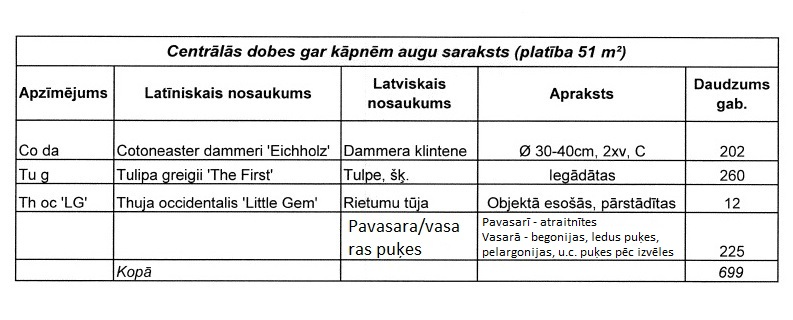 Centrālās dobes gar kāpnēm augu saraksts (platība 51 m²)
Apzīmējums Latīniskais nosaukums Latviskais nosaukums Apraksts Daudzums gab.
Co da Cotoneaster dammeri 'Eichholz' Dammera klintene Ø 30-40cm, 2xv, C 202
Tu g Tulipa greigii 'The First' Tulpe, šķ. Iegādātas 260
Th oc 'LG' Thuja occidentalis 'Little Gem' Rietumu tūja Objektā esošās, pārstādītas 12
Pavasara/vasa
ras puķes
Pavasarī - atraitnītes
Vasarā - begonijas, ledus puķes,
pelargonijas, u.c. puķes pēc izvēles
225
Kopā 699